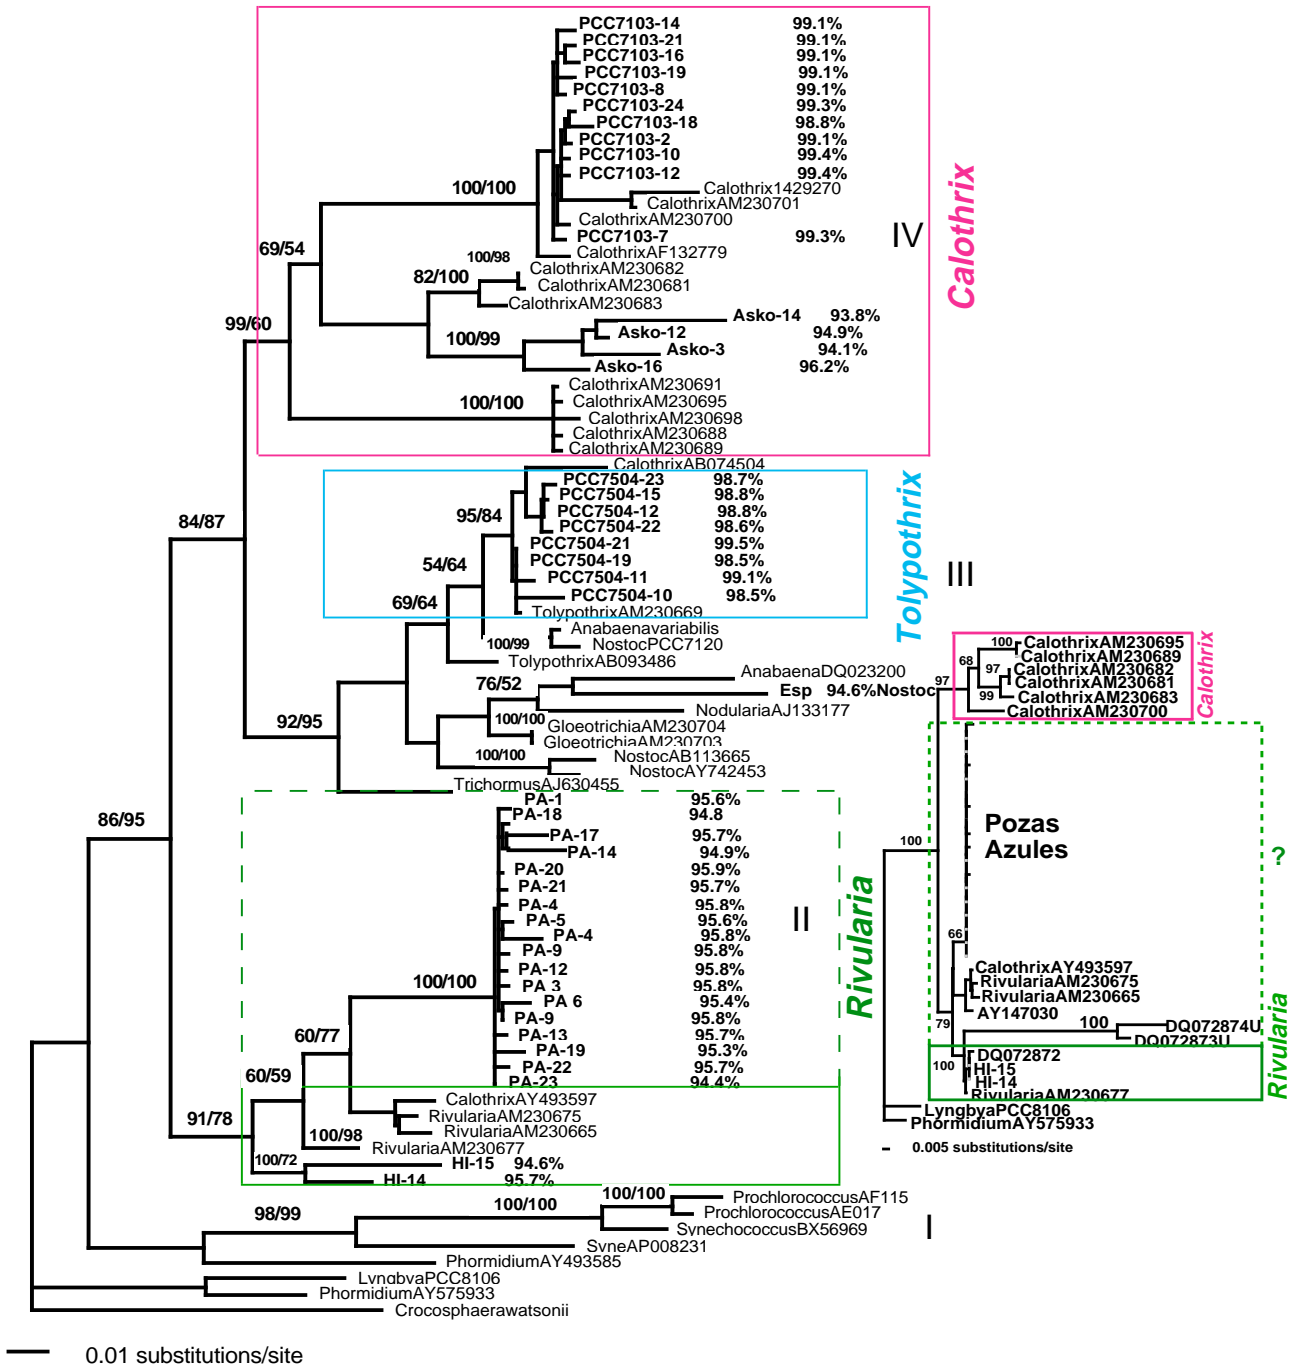 PCC7103-14 99.1%
PCC7103-21 99.1%
PCC7103-16 99.1%
PCC7103-19 99.1%
PCC7103-8 99.1%
PCC7103-24 99.3%
PCC7103-18 98.8%
PCC7103-2 99.1%
PCC7103-10 99.4%
PCC7103-12 99.4%
100/100
Calothrix1429270
CalothrixAM230701
CalothrixAM230700
PCC7103-7 99.3%
CalothrixAF132779
IV
Calothrix
69/54
100/98
CalothrixAM230682
82/100
CalothrixAM230681
CalothrixAM230683
99/60
Asko-14 93.8%
Asko-12 94.9%
100/99
Asko-3 94.1%
Asko-16 96.2%
CalothrixAM230691
100/100
CalothrixAM230695
CalothrixAM230698
CalothrixAM230688
CalothrixAM230689
CalothrixAB074504
PCC7504-23 98.7%
PCC7504-15 98.8%
PCC7504-12 98.8%
95/84
84/87
PCC7504-22 98.6%
PCC7504-21 99.5%
54/64
PCC7504-19 98.5%
PCC7504-11 99.1%
PCC7504-10 98.5%
69/64
TolypothrixAM230669
Tolypothrix
III
Anabaenavariabilis
100/99
NostocPCC7120
TolypothrixAB093486
AnabaenaDQ023200
76/52
Esp 94.6%Nostoc
NodulariaAJ133177
100/100
GloeotrichiaAM230704
92/95
GloeotrichiaAM230703
100/100
NostocAB113665
NostocAY742453
TrichormusAJ630455
PA-1 95.6%
86/95
PA-18 94.8
PA-17 95.7%
PA-14 94.9%
PA-20 95.9%
PA-21 95.7%
PA-4 95.8%
PA-5 95.6%
PA-4 95.8%
PA-9 95.8%
PA-12 95.8%
100/100
PA 3 95.8%
PA 6 95.4%
PA-9 95.8%
60/77
PA-13 95.7%
PA-19 95.3%
PA-22 95.7%
60/59
PA-23 94.4%
II
Rivularia
CalothrixAY493597
91/78
RivulariaAM230675
RivulariaAM230665
100/98
RivulariaAM230677
100/72
HI-15 94.6%
HI-14 95.7%
100/100
ProchlorococcusAF115
98/99
100/100
ProchlorococcusAE017
SynechococcusBX56969
I
SyneAP008231
PhormidiumAY493585
LyngbyaPCC8106
PhormidiumAY575933
Crocosphaerawatsonii
0.01 substitutions/site
100
CalothrixAM230695
CalothrixAM230689
68
97
CalothrixAM230682
97
CalothrixAM230681
99
CalothrixAM230683
CalothrixAM230700
Calothrix
Pozas
Azules
100
?
66
CalothrixAY493597
RivulariaAM230675
RivulariaAM230665
AY147030
79
100
DQ072874U
DQ072873U
DQ072872
100
HI-15
HI-14
RivulariaAM230677
Rivularia
LyngbyaPCC8106
PhormidiumAY575933
0.005 substitutions/site